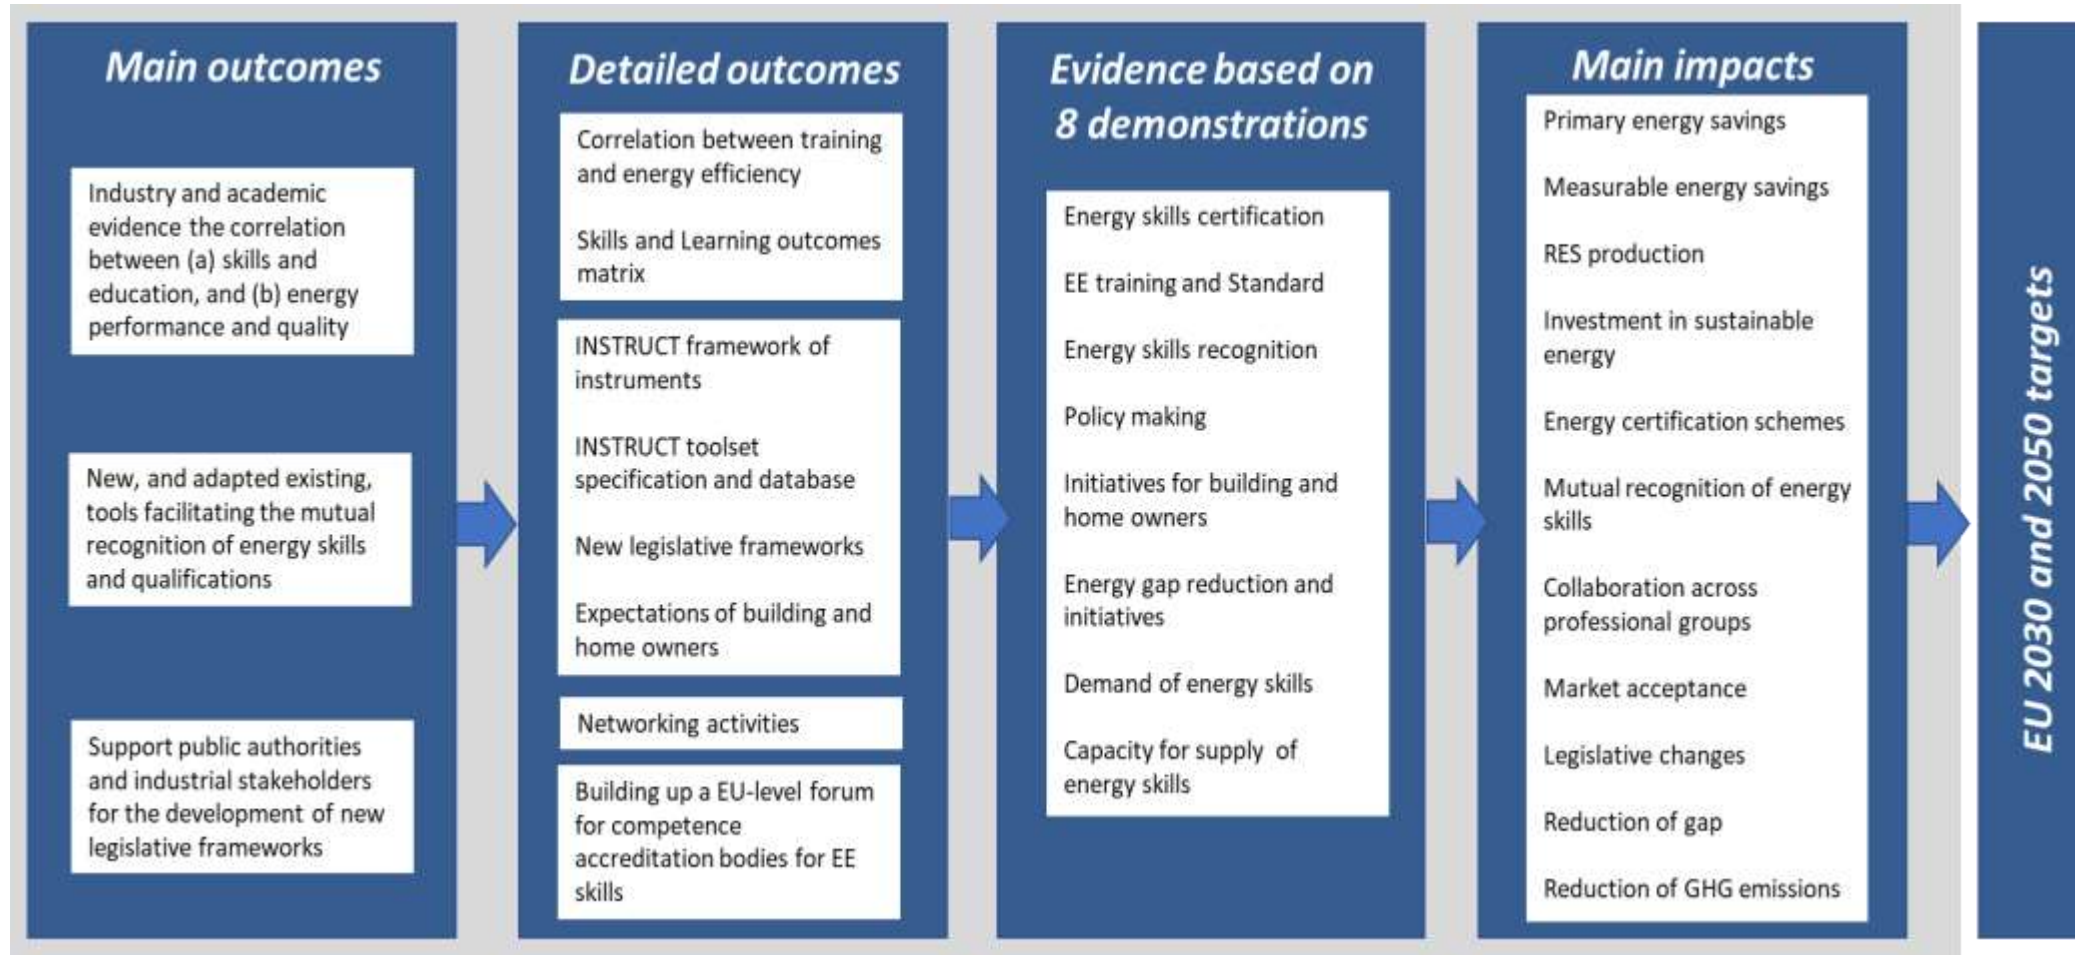 Main outcomes
Industry and academic
evidence the correlation
between (a) skills and
education, and (b) energy
performance and quality
New, and adapted existing,
tools facilitating the mutual
recognition of energy skills
and qualifications
Support public authorities
and industrial stakeholders
for the development of new
legislative frameworks
Detailed outcomes
Correlation between training
and energy efficiency
Skills and Learning outcomes
matrix
INSTRUCT framework of
instruments
INSTRUCT toolset
specification and database
New legislative frameworks
Expectations of building and
home owners
Networking activities
Building up a EU-level forum
for competence
accreditation bodies for EE
skills
Evidence based on
8 demonstrations
Energy skills certification
EE training and Standard
Energy skills recognition
Policy making
Initiatives for building and
home owners
Energy gap reduction and
initiatives
Demand of energy skills
Capacity for supply of
energy skills
Main impacts
Primary energy savings
Measurable energy savings
RES production
Investment in sustainable
energy
Energy certification schemes
Mutual recognition of energy
skills
Collaboration across
professional groups
Market acceptance
Legislative changes
Reduction of gap
Reduction of GHG emissions
EU 2030 and 2050 targets